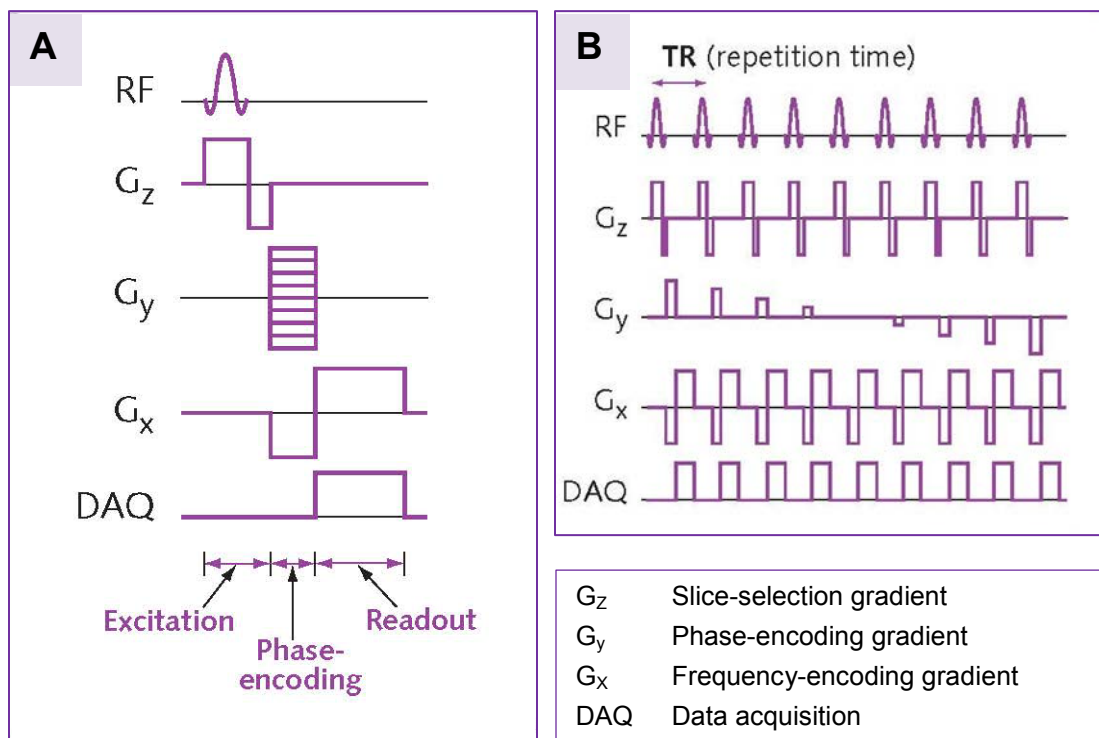 A
RF
Gz
Gy
Gx
DAQ
Excitation
Readout
Phase-
encoding
B
TR (repetition time)
RF
Gz
Gy
Gx
DAQ
GZ Slice-selection gradient
Gy Phase-encoding gradient
GX Frequency-encoding gradient
DAQ Data acquisition